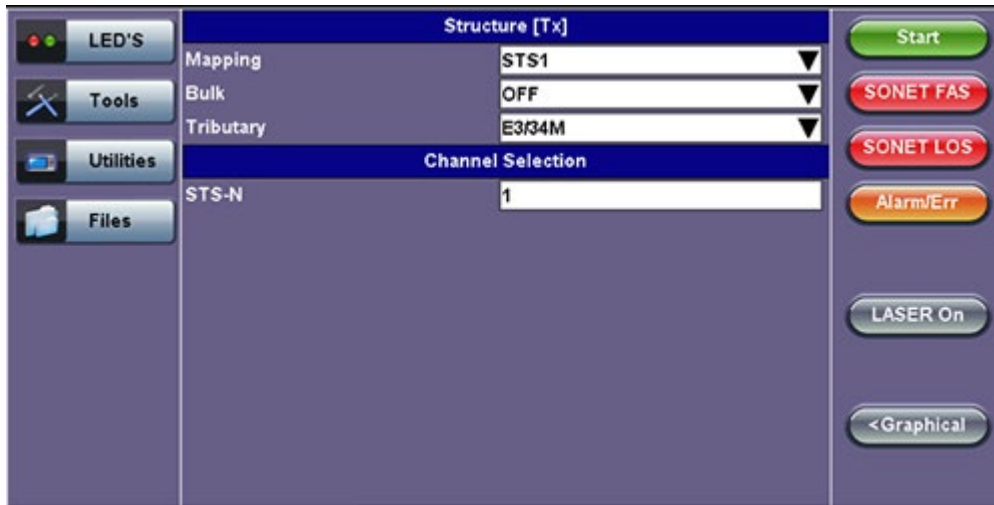 LED'S
Tools
Utilities
Files
Structure [Tx]
Mapping STS1
Bulk OFF
Tributary E3/34M
Channel Selection
STS-N 1
Start
SONET FAS
SONET LOS
Alarm/Err
LASER On
<Graphical